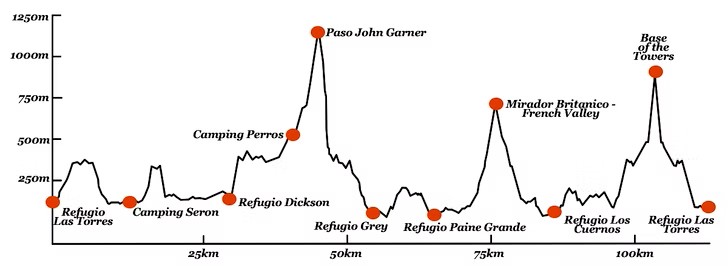 1250m
1000m
750m
500m
250m
Paso John Garner
Base
of the
Towers
Mirador Britanico -
French Valley
Camping Perros
Refugio
Las Torres
Camping Seron
Refugio Dickson
Refugio Grey
Refugio Paine Grande
Refugio Los
Cuernos
Refugio Las
Torres
25km
50km
75km
100km